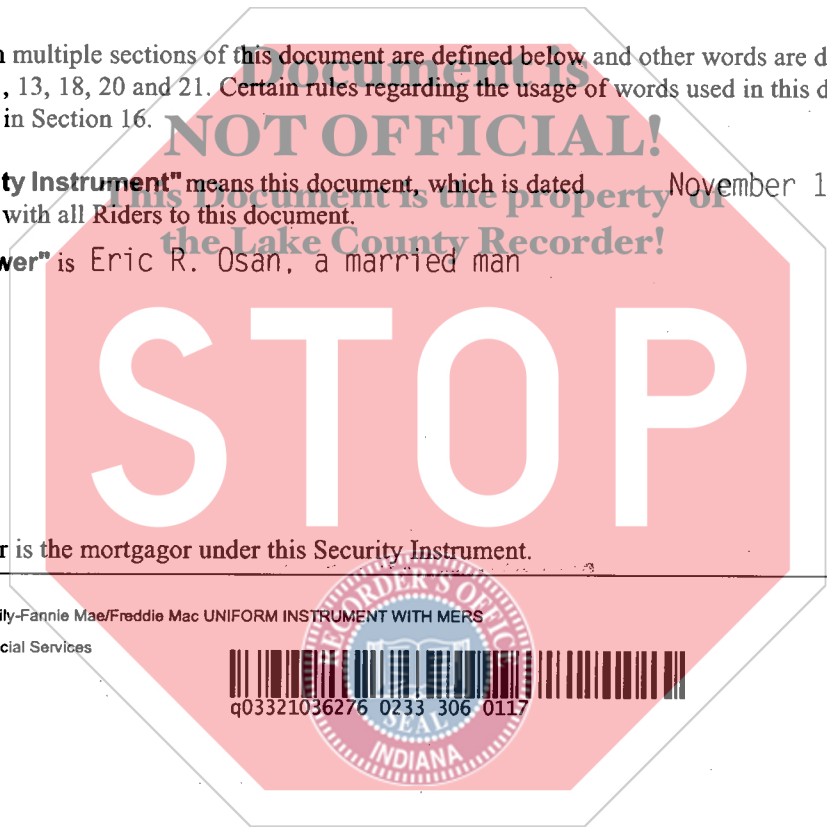 multiple sections of this document are defined below and other words are d
, 13, 18, 20 and 21. Certain rules regarding the usage of words used in this d
in Section 16.
Document is
NOT OFFICIAL!
This Document is the property of
the Lake County Recorder!
ty Instrument" means this document, which is dated November 1
with all Riders to this document.
wer" is Eric R. Osan, a married man
STOP
r is the mortgagor under this Security Instrument.
ily-Fannie Mae/Freddie Mac UNIFORM INSTRUMENT WITH MERS
cial Services
q03321036276 0233 306 0117
RECORDER'S OFFICE
SEAL
INDIANA